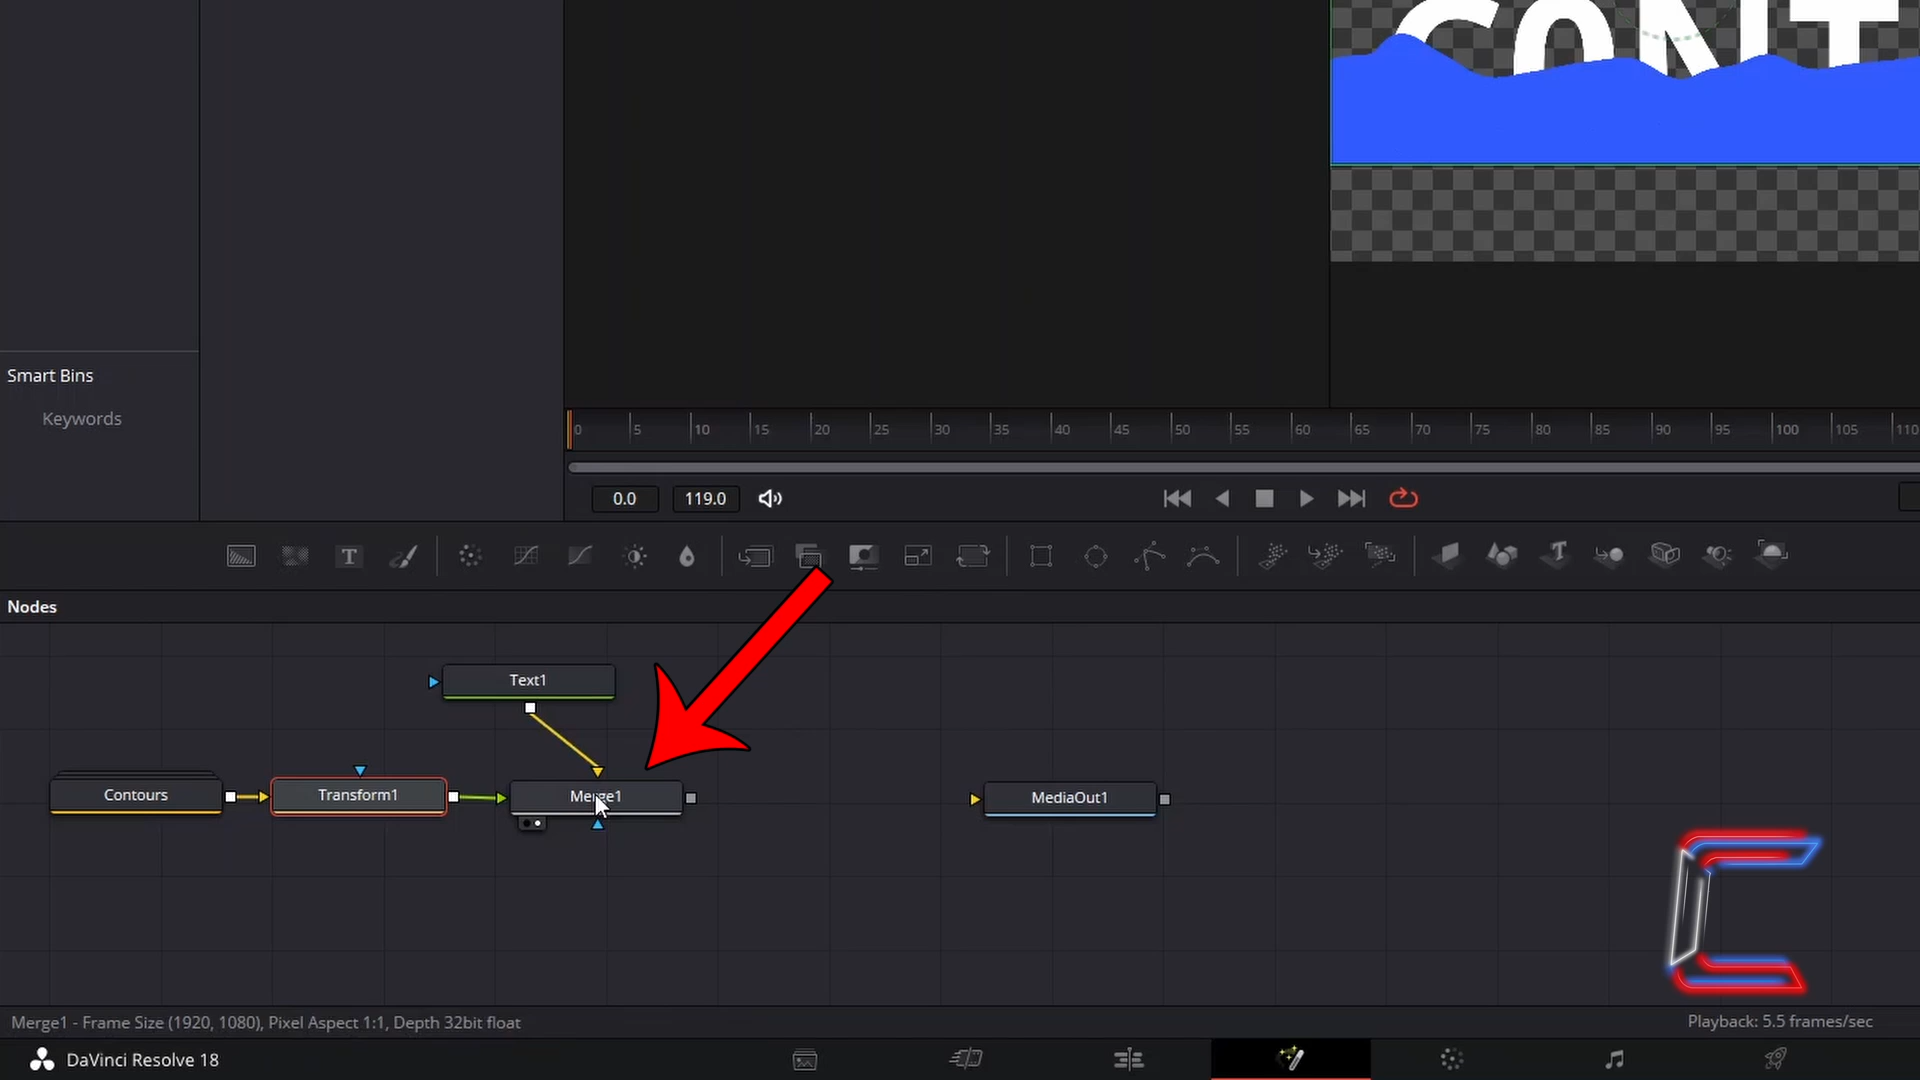 CONT
Smart Bins
Keywords
0 5 10 15 20 25 30 35 40 45 50 55 60 65 70 75 80 85 90 95 100 105 110
0.0 119.0
T
Nodes
Text1
Contours Transform1 Merge1 MediaOut1
Merge1 - Frame Size (1920, 1080), Pixel Aspect 1:1, Depth 32bit float Playback: 5.5 frames/sec
DaVinci Resolve 18